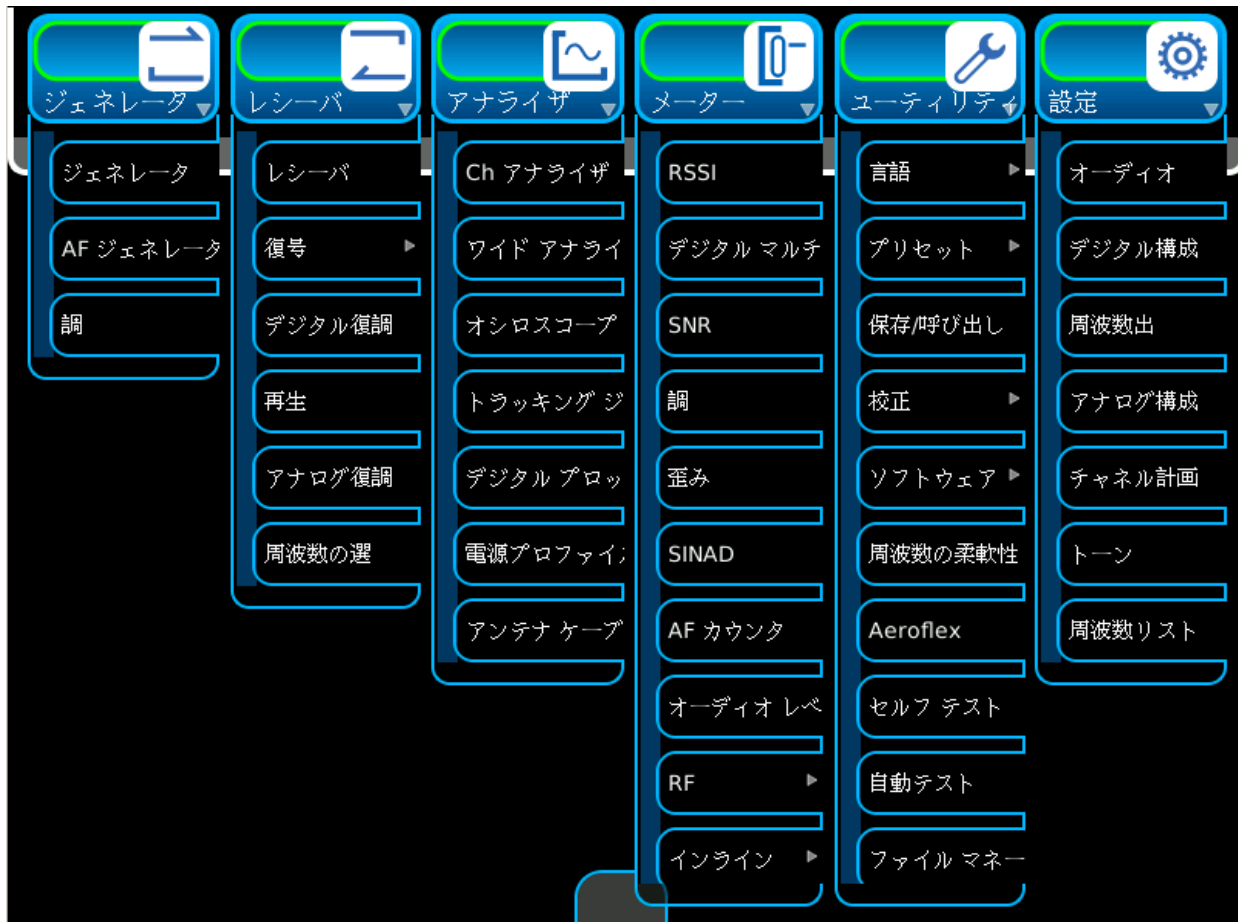 ジェネレータ
ジェネレータ
AF ジェネレータ
調
レシーバ
レシーバ
復号
デジタル復調
再生
アナログ復調
周波数の選
アナライザ
Ch アナライザ
ワイド アナライ
オシロスコープ
トラッキング ジ
デジタル プロッ
電源プロファイ
アンテナ ケーブ
メーター
RSSI
デジタル マルチ
SNR
調
歪み
SINAD
AF カウンタ
オーディオ レベ
RF
インライン
ユーティリティ
言語
プリセット
保存/呼び出し
校正
ソフトウェア
周波数の柔軟性
Aeroflex
セルフ テスト
自動テスト
ファイル マネー
設定
オーディオ
デジタル構成
周波数出
アナログ構成
チャネル計画
トーン
周波数リスト